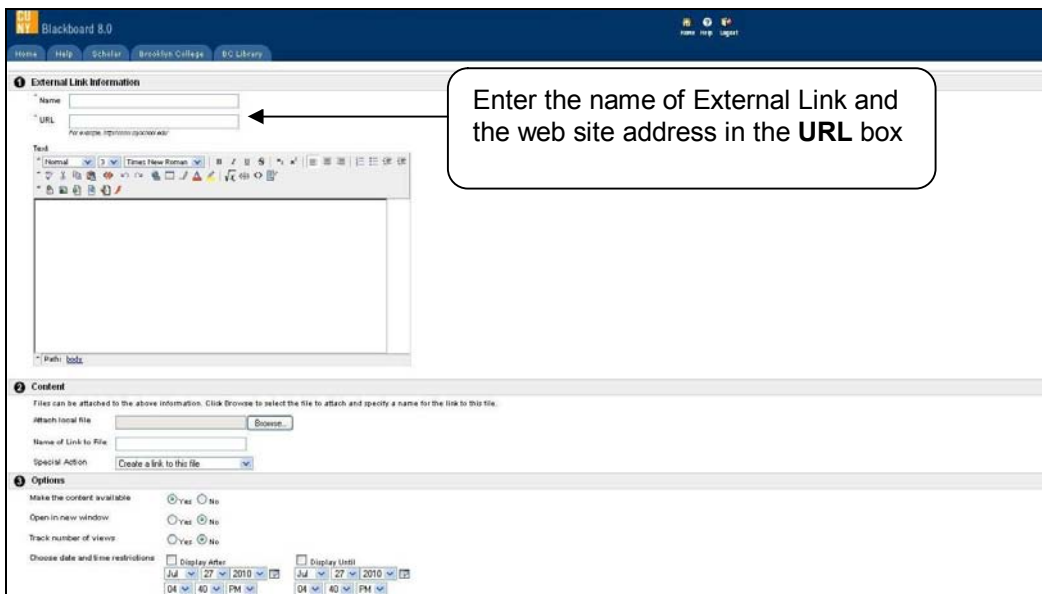 CU
NY Blackboard 8.0
Home Help Logout
Home Help Scholar Brooklyn College BC Library
1 External Link Information
* Name
* URL
For example, http://www.myschool.edu/
Enter the name of External Link and
the web site address in the URL box
Text
Normal 3 Times New Roman B I U S
Path: body
2 Content
Files can be attached to the above information. Click Browse to select the file to attach and specify a name for the link to this file.
Attach local file Browse...
Name of Link to File
Special Action Create a link to this file
3 Options
Make the content available Yes No
Open in new window Yes No
Track number of views Yes No
Choose date and time restrictions Display After Display Until
Jul 27 2010 Jul 27 2010
04 40 PM 04 40 PM